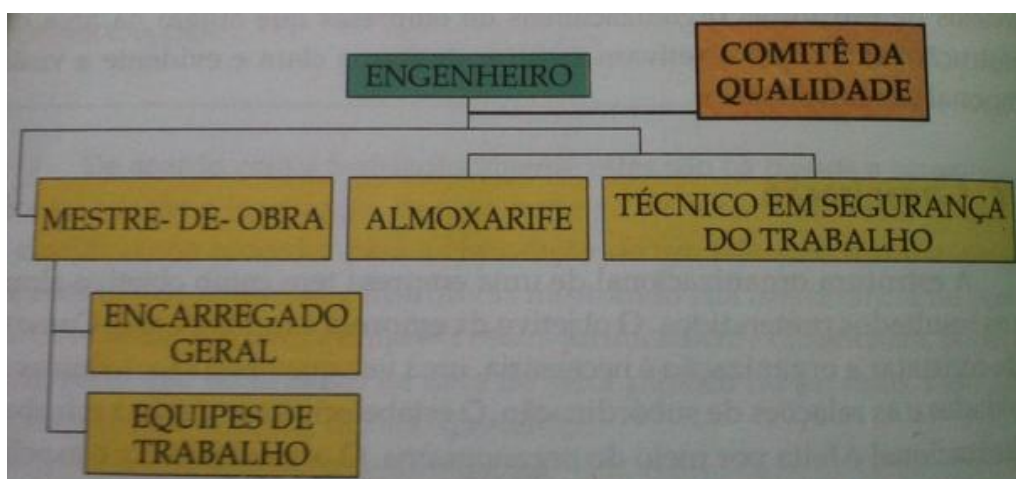 ENGENHEIRO
COMITÊ DA
QUALIDADE
MESTRE- DE- OBRA
ALMOXARIFE
TÉCNICO EM SEGURANÇA
DO TRABALHO
ENCARREGADO
GERAL
EQUIPES DE
TRABALHO